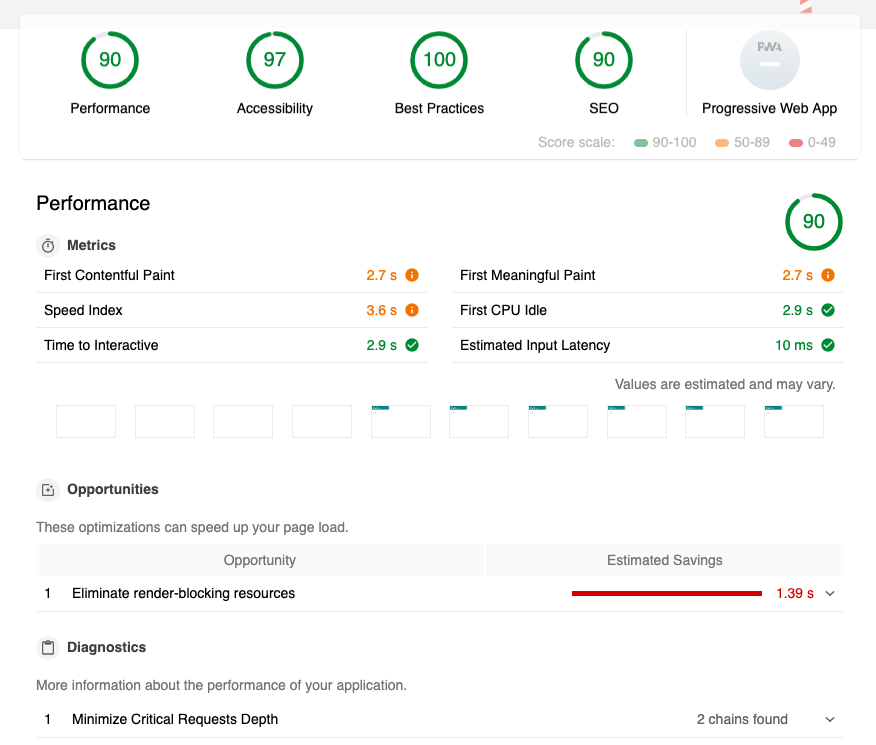 90 97 100 90 PWA
Performance Accessibility Best Practices SEO Progressive Web App
Score scale: 90-100 50-89 0-49
Performance
90
Metrics
First Contentful Paint 2.7 s First Meaningful Paint 2.7 s
Speed Index 3.6 s First CPU Idle 2.9 s
Time to Interactive 2.9 s Estimated Input Latency 10 ms
Values are estimated and may vary.
Opportunities
These optimizations can speed up your page load.
Opportunity Estimated Savings
1 Eliminate render-blocking resources 1.39 s
Diagnostics
More information about the performance of your application.
1 Minimize Critical Requests Depth 2 chains found